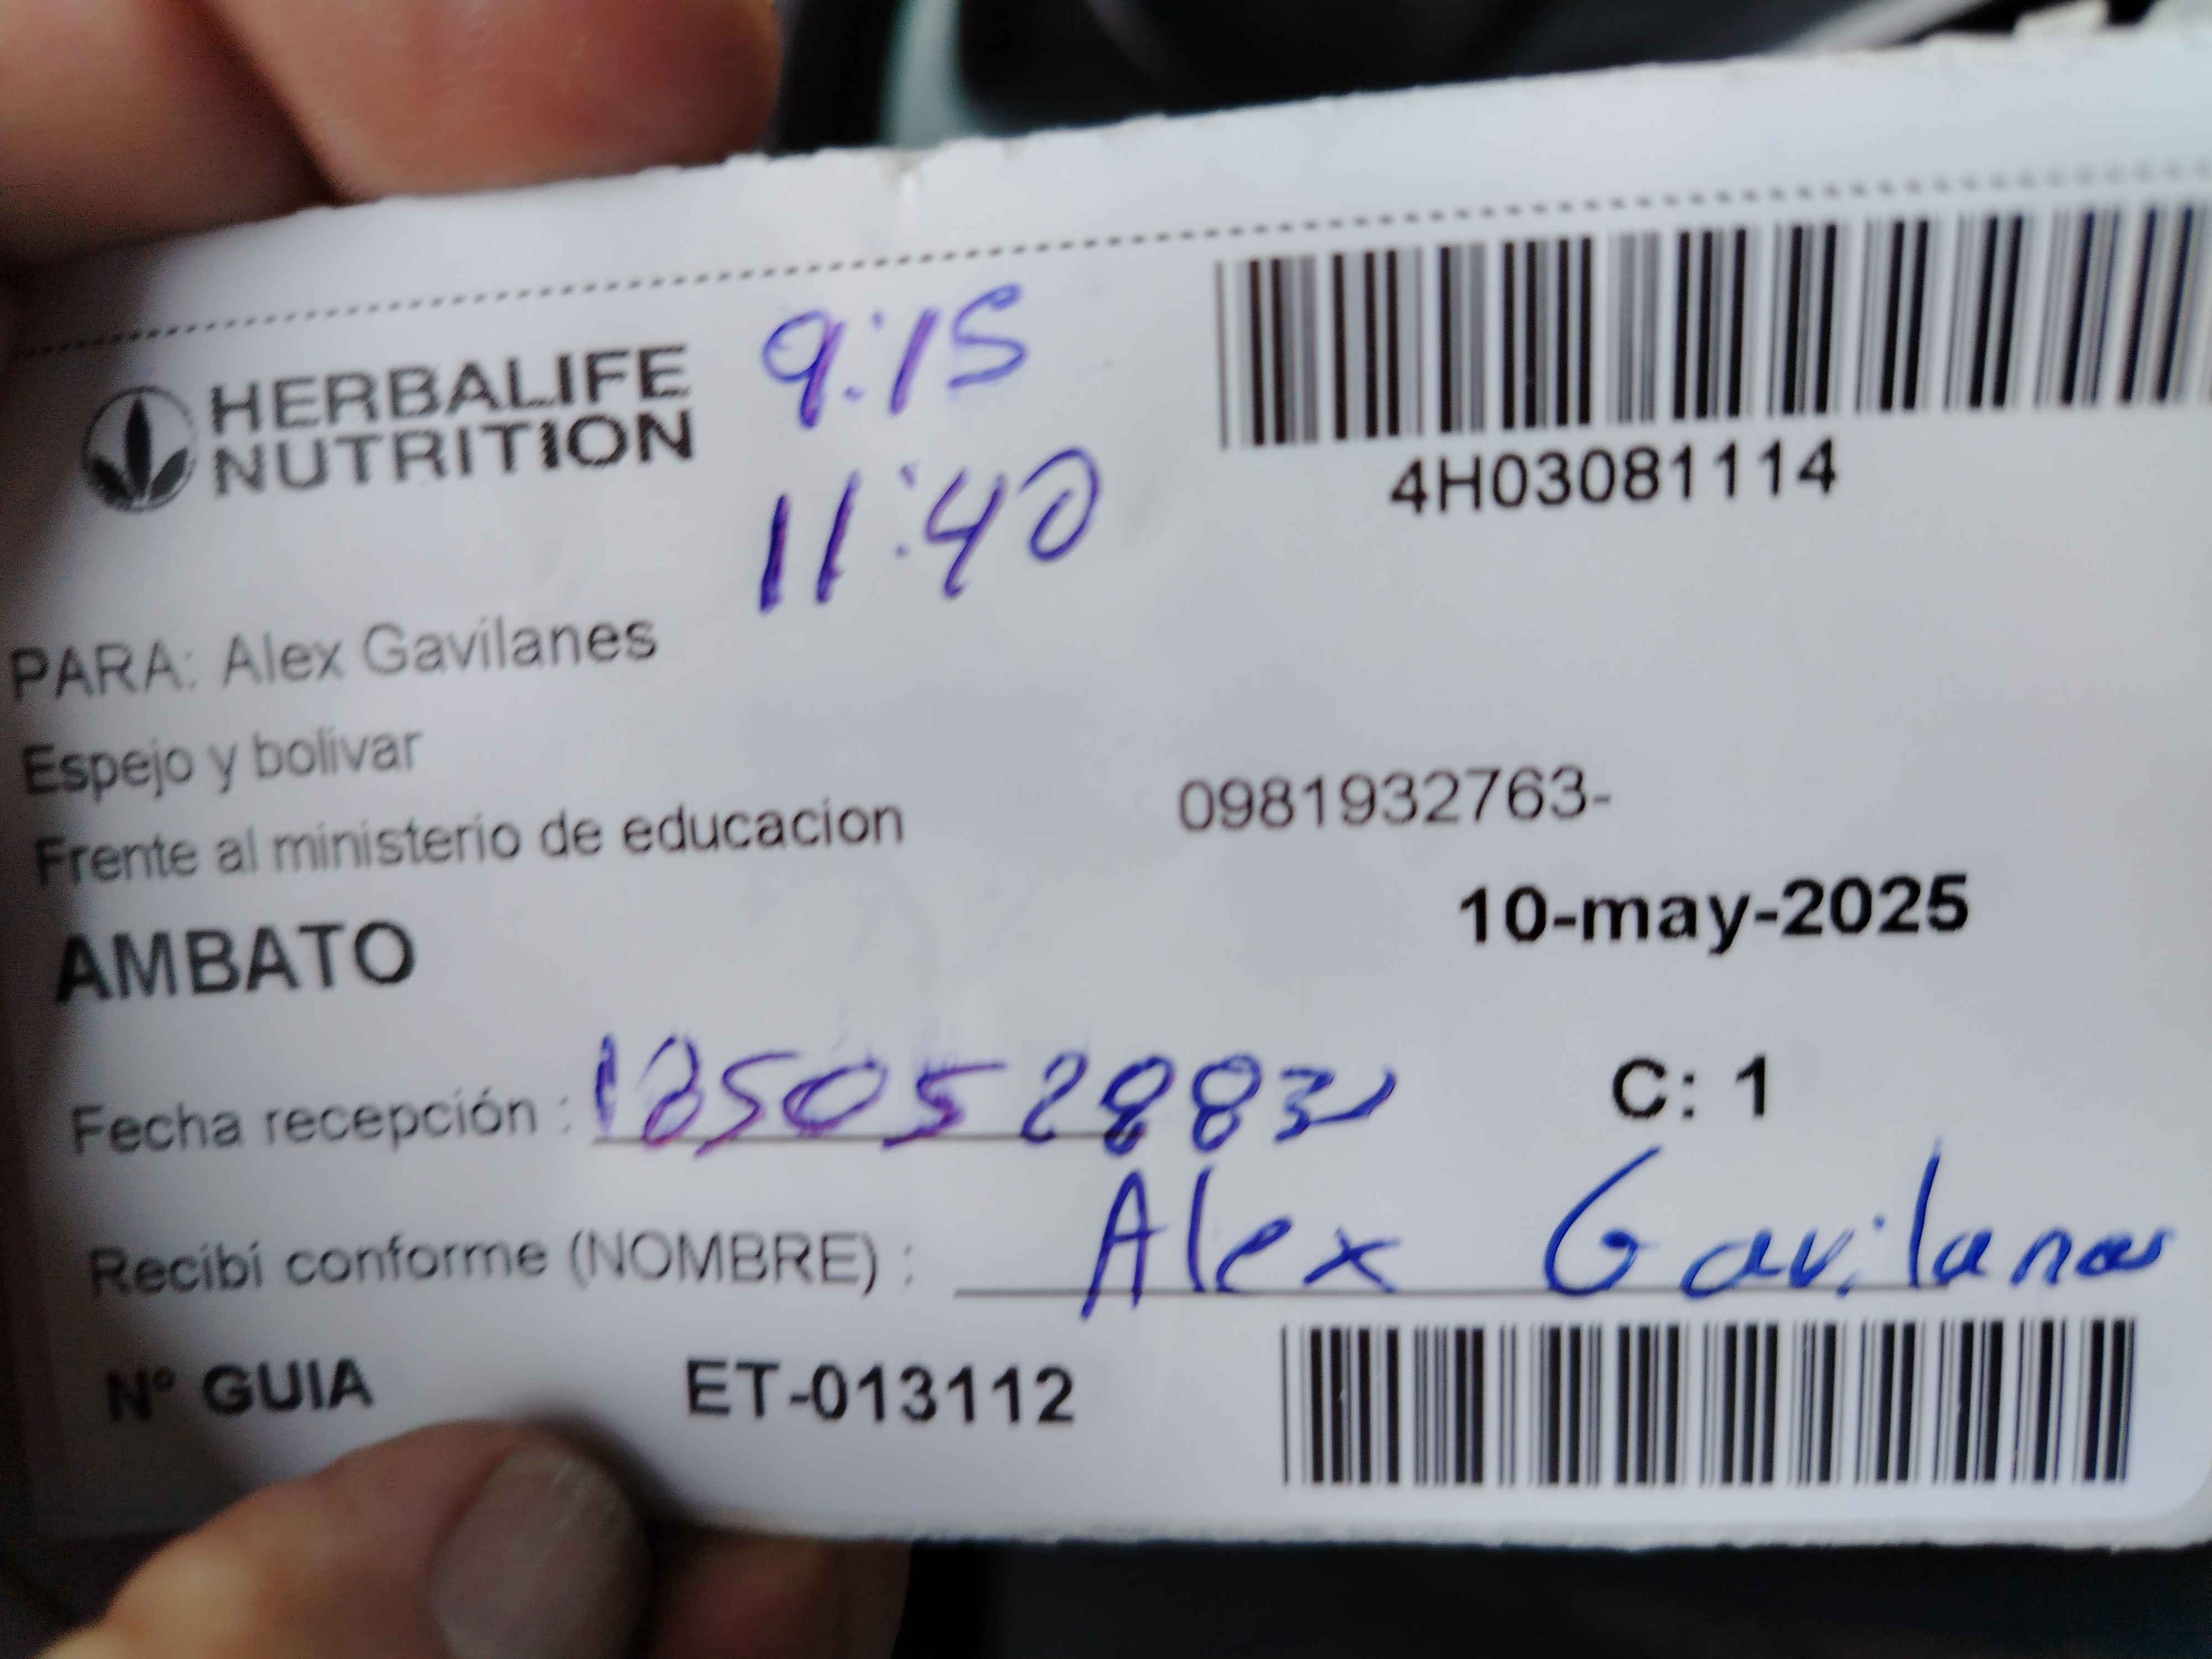 HERBALIFE
NUTRITION
9:15
11:40
4H03081114
PARA: Alex Gavilanes
Espejo y bolivar
Frente al ministerio de educacion
0981932763-
AMBATO
10-may-2025
Fecha recepción :
C: 1
Recibí conforme (NOMBRE) : Alex Gavilanes
Nº GUIA ET-013112